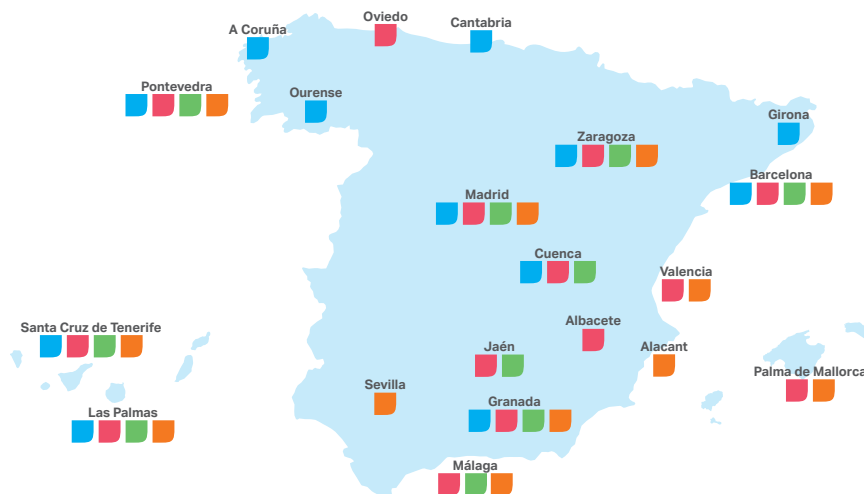 Oviedo
Cantabria
A Coruña
Pontevedra
Ourense
Girona
Zaragoza
Barcelona
Madrid
Cuenca
Valencia
Santa Cruz de Tenerife
Albacete
Jaén
Alacant
Palma de Mallorca
Sevilla
Granada
Las Palmas
Málaga